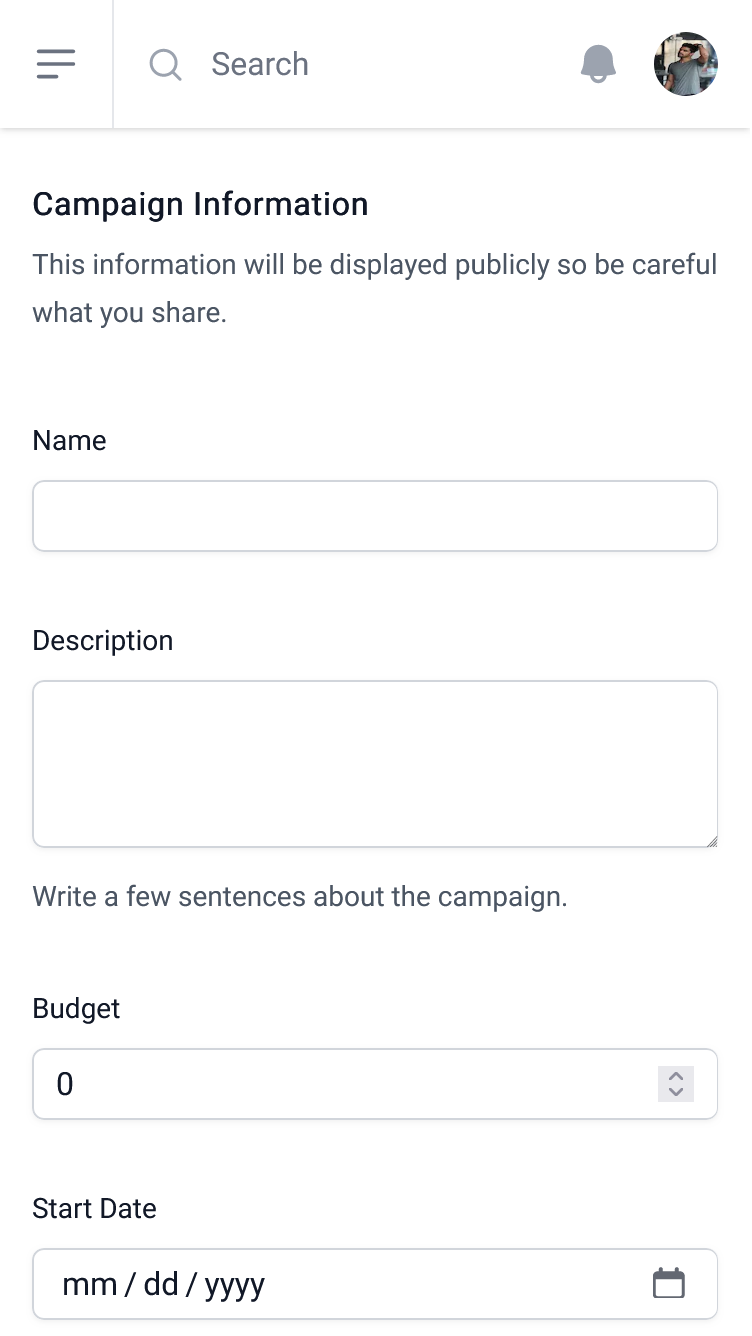 Search
Campaign Information
This information will be displayed publicly so be careful
what you share.
Name
Description
Write a few sentences about the campaign.
Budget
0
Start Date
mm / dd / yyyy